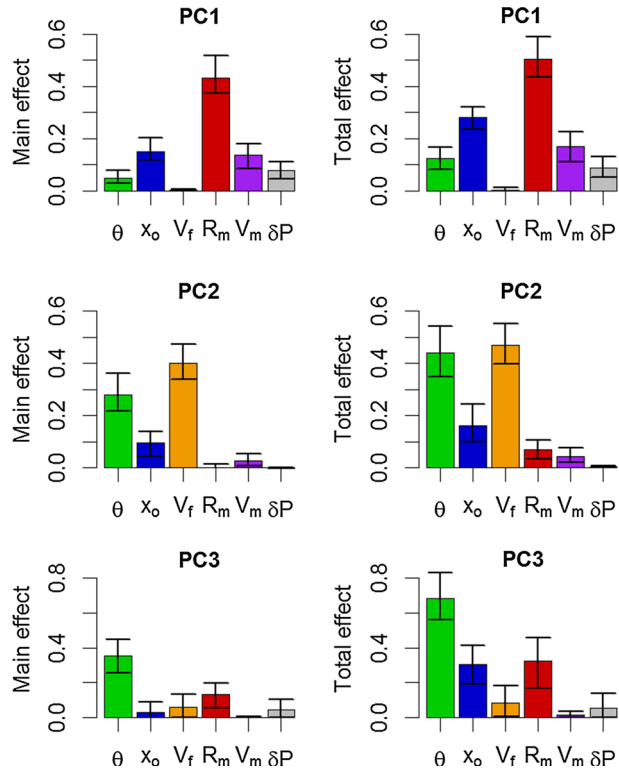 PC1 PC1
Main effect
0.0 0.2 0.4 0.6
θ xo Vf Rm Vm δP
Total effect
0.0 0.2 0.4 0.6
θ xo Vf Rm Vm δP
PC2 PC2
Main effect
0.0 0.2 0.4 0.6
θ xo Vf Rm Vm δP
Total effect
0.0 0.2 0.4 0.6
θ xo Vf Rm Vm δP
PC3 PC3
Main effect
0.0 0.4 0.8
θ xo Vf Rm Vm δP
Total effect
0.0 0.4 0.8
θ xo Vf Rm Vm δP